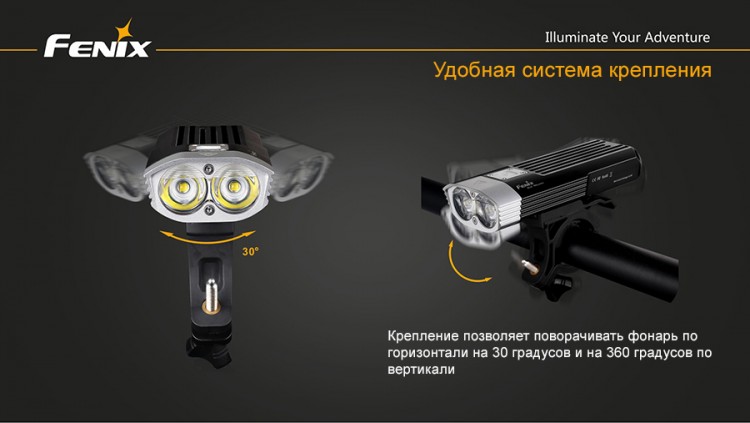 FENIX
Illuminate Your Adventure
Удобная система крепления
30°
FENIX
Крепление позволяет поворачивать фонарь по
горизонтали на 30 градусов и на 360 градусов по
вертикали